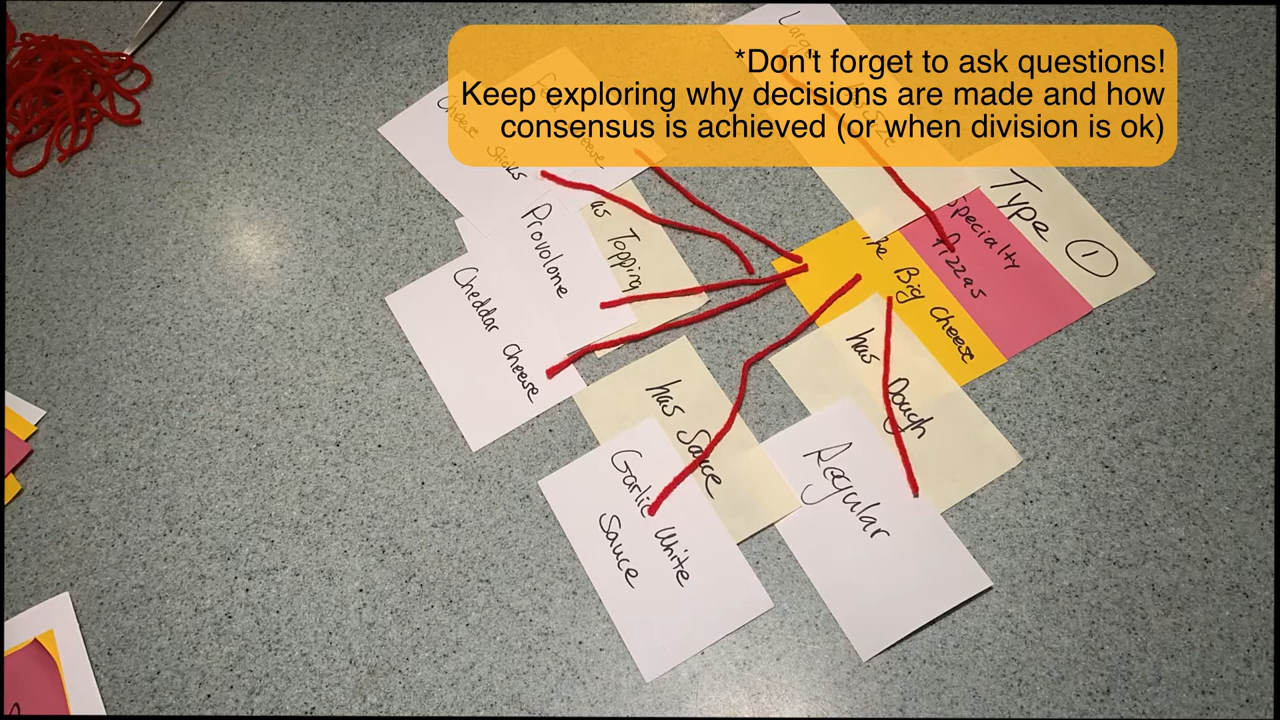 *Don't forget to ask questions!
Keep exploring why decisions are made and how
consensus is achieved (or when division is ok)
Type 1
Specialty
Pizzas
The Big Cheese
Cheese Sticks
as Topping
Provolone
Cheddar Cheese
has Sauce
Garlic White
Sauce
has Dough
Regular